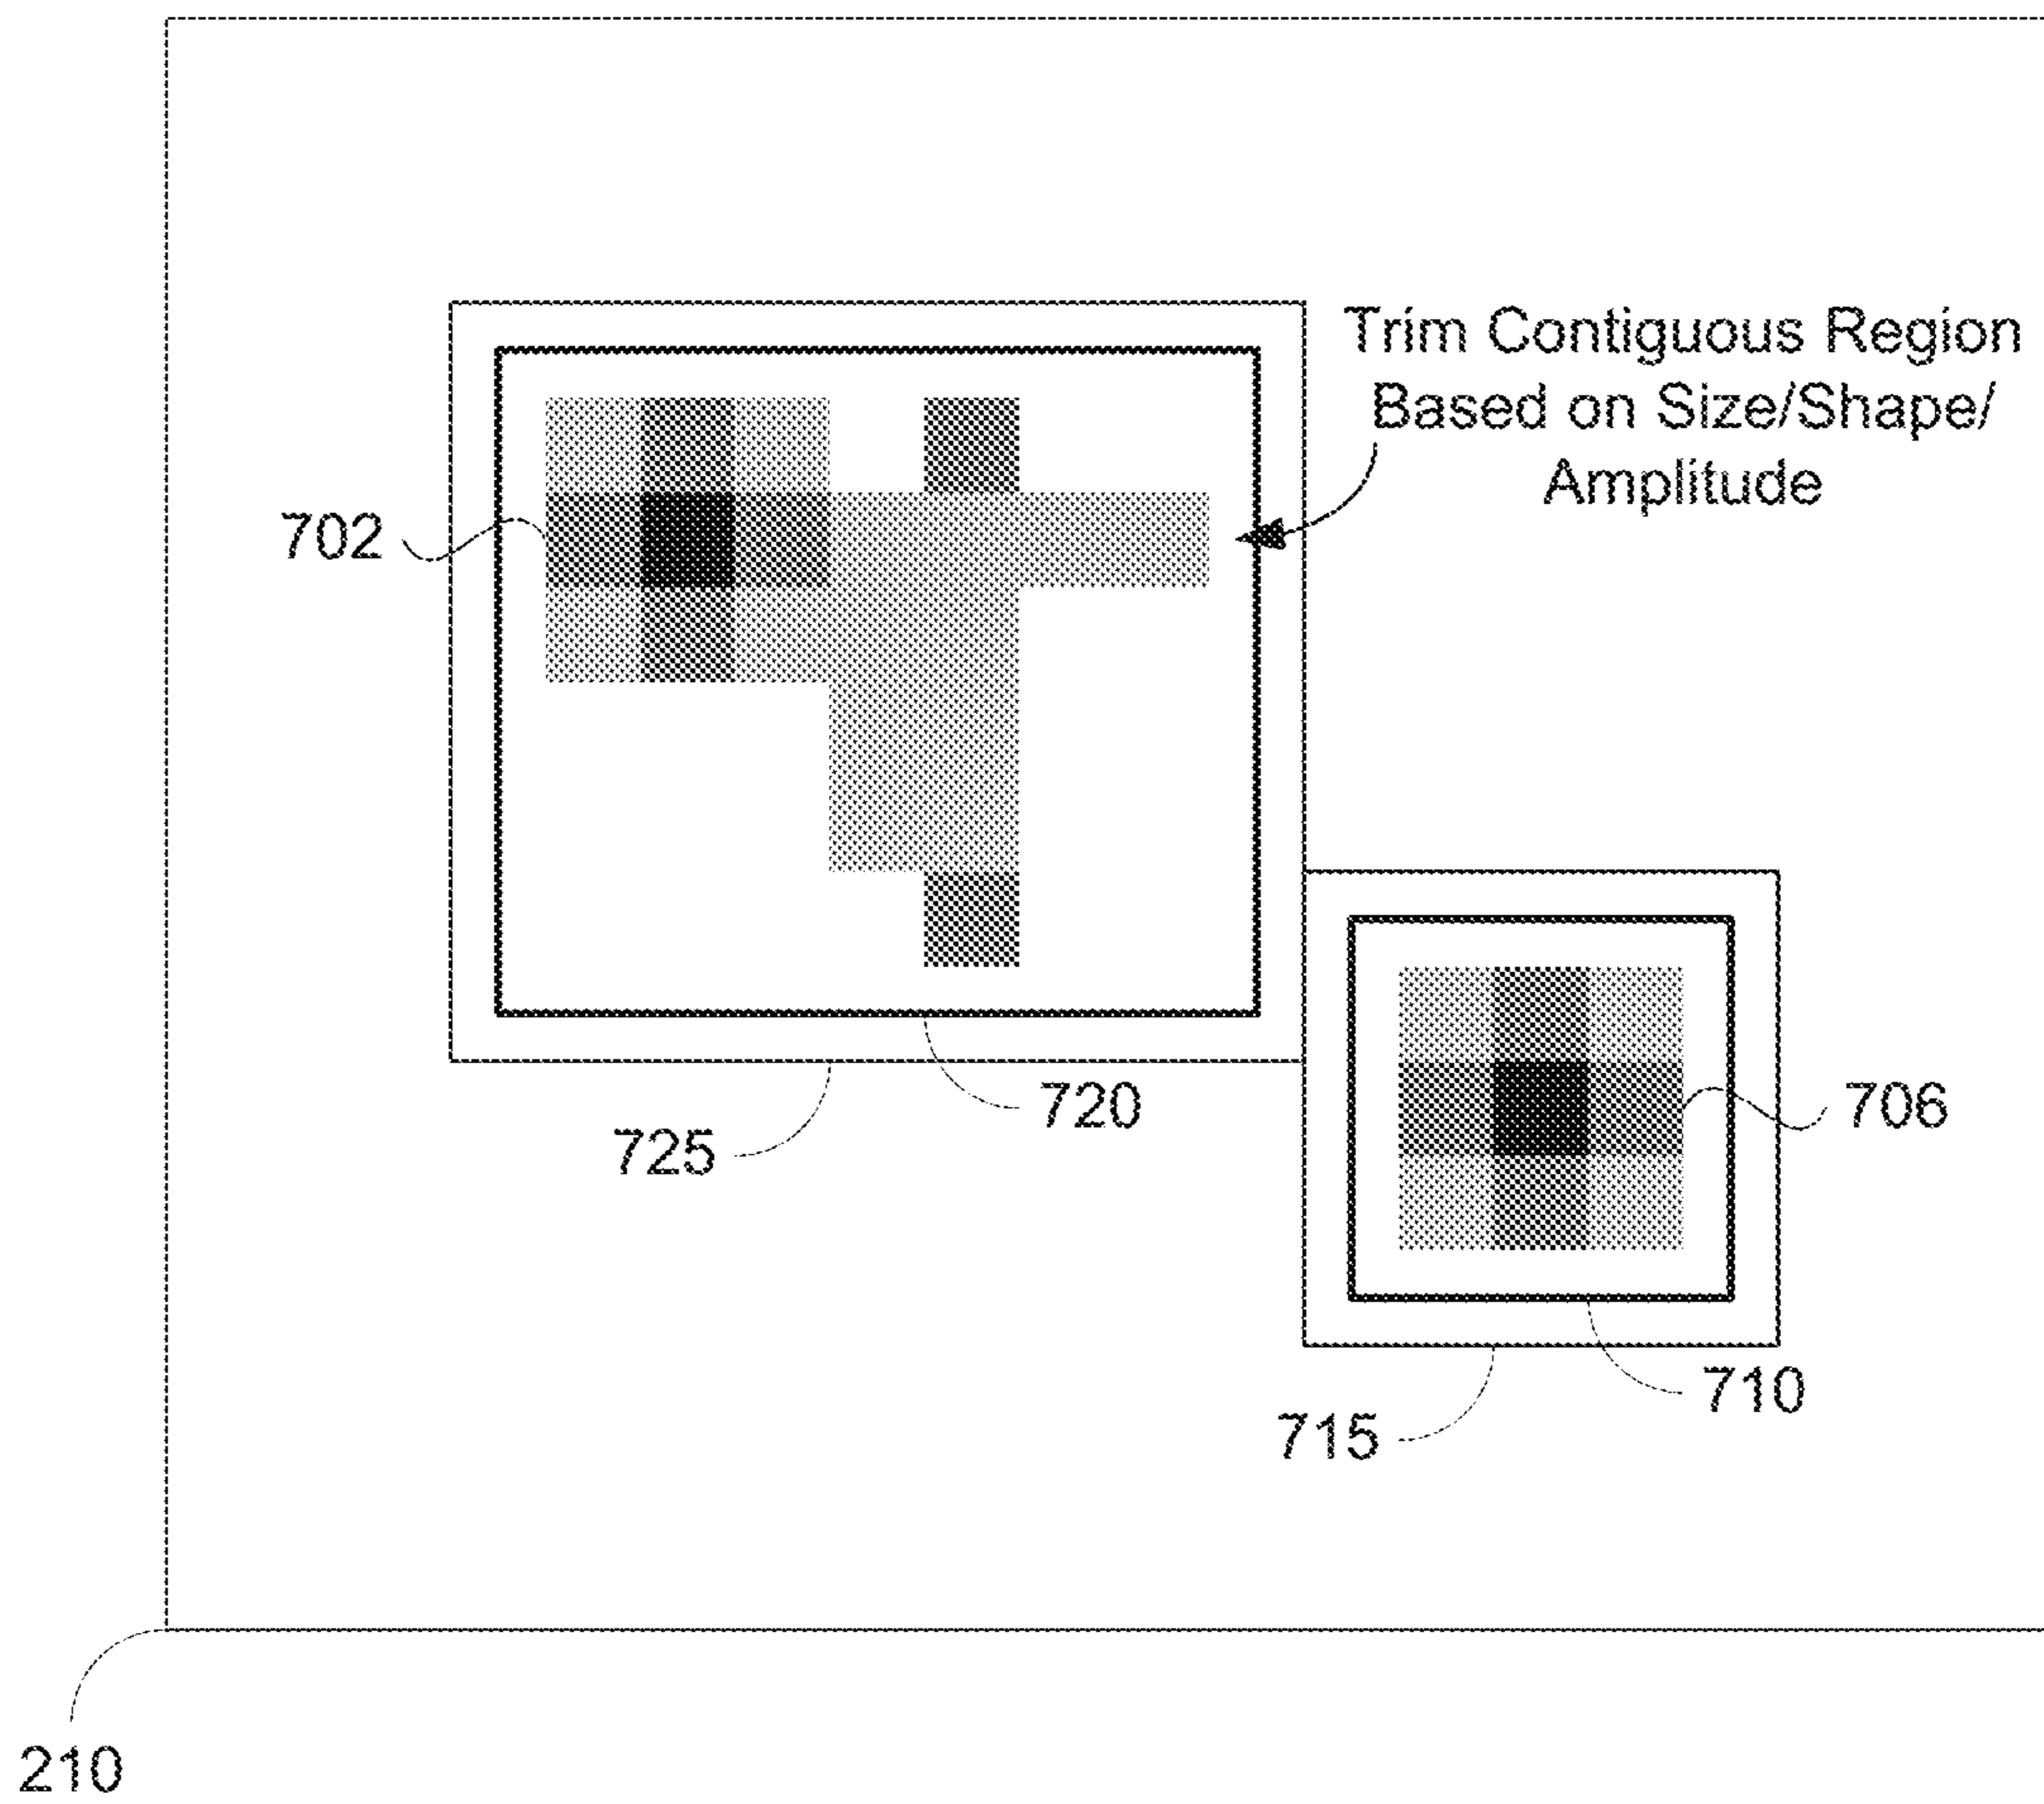 Trim Contiguous Region
Based on Size/Shape/
Amplitude
702
720
725
706
710
715
210